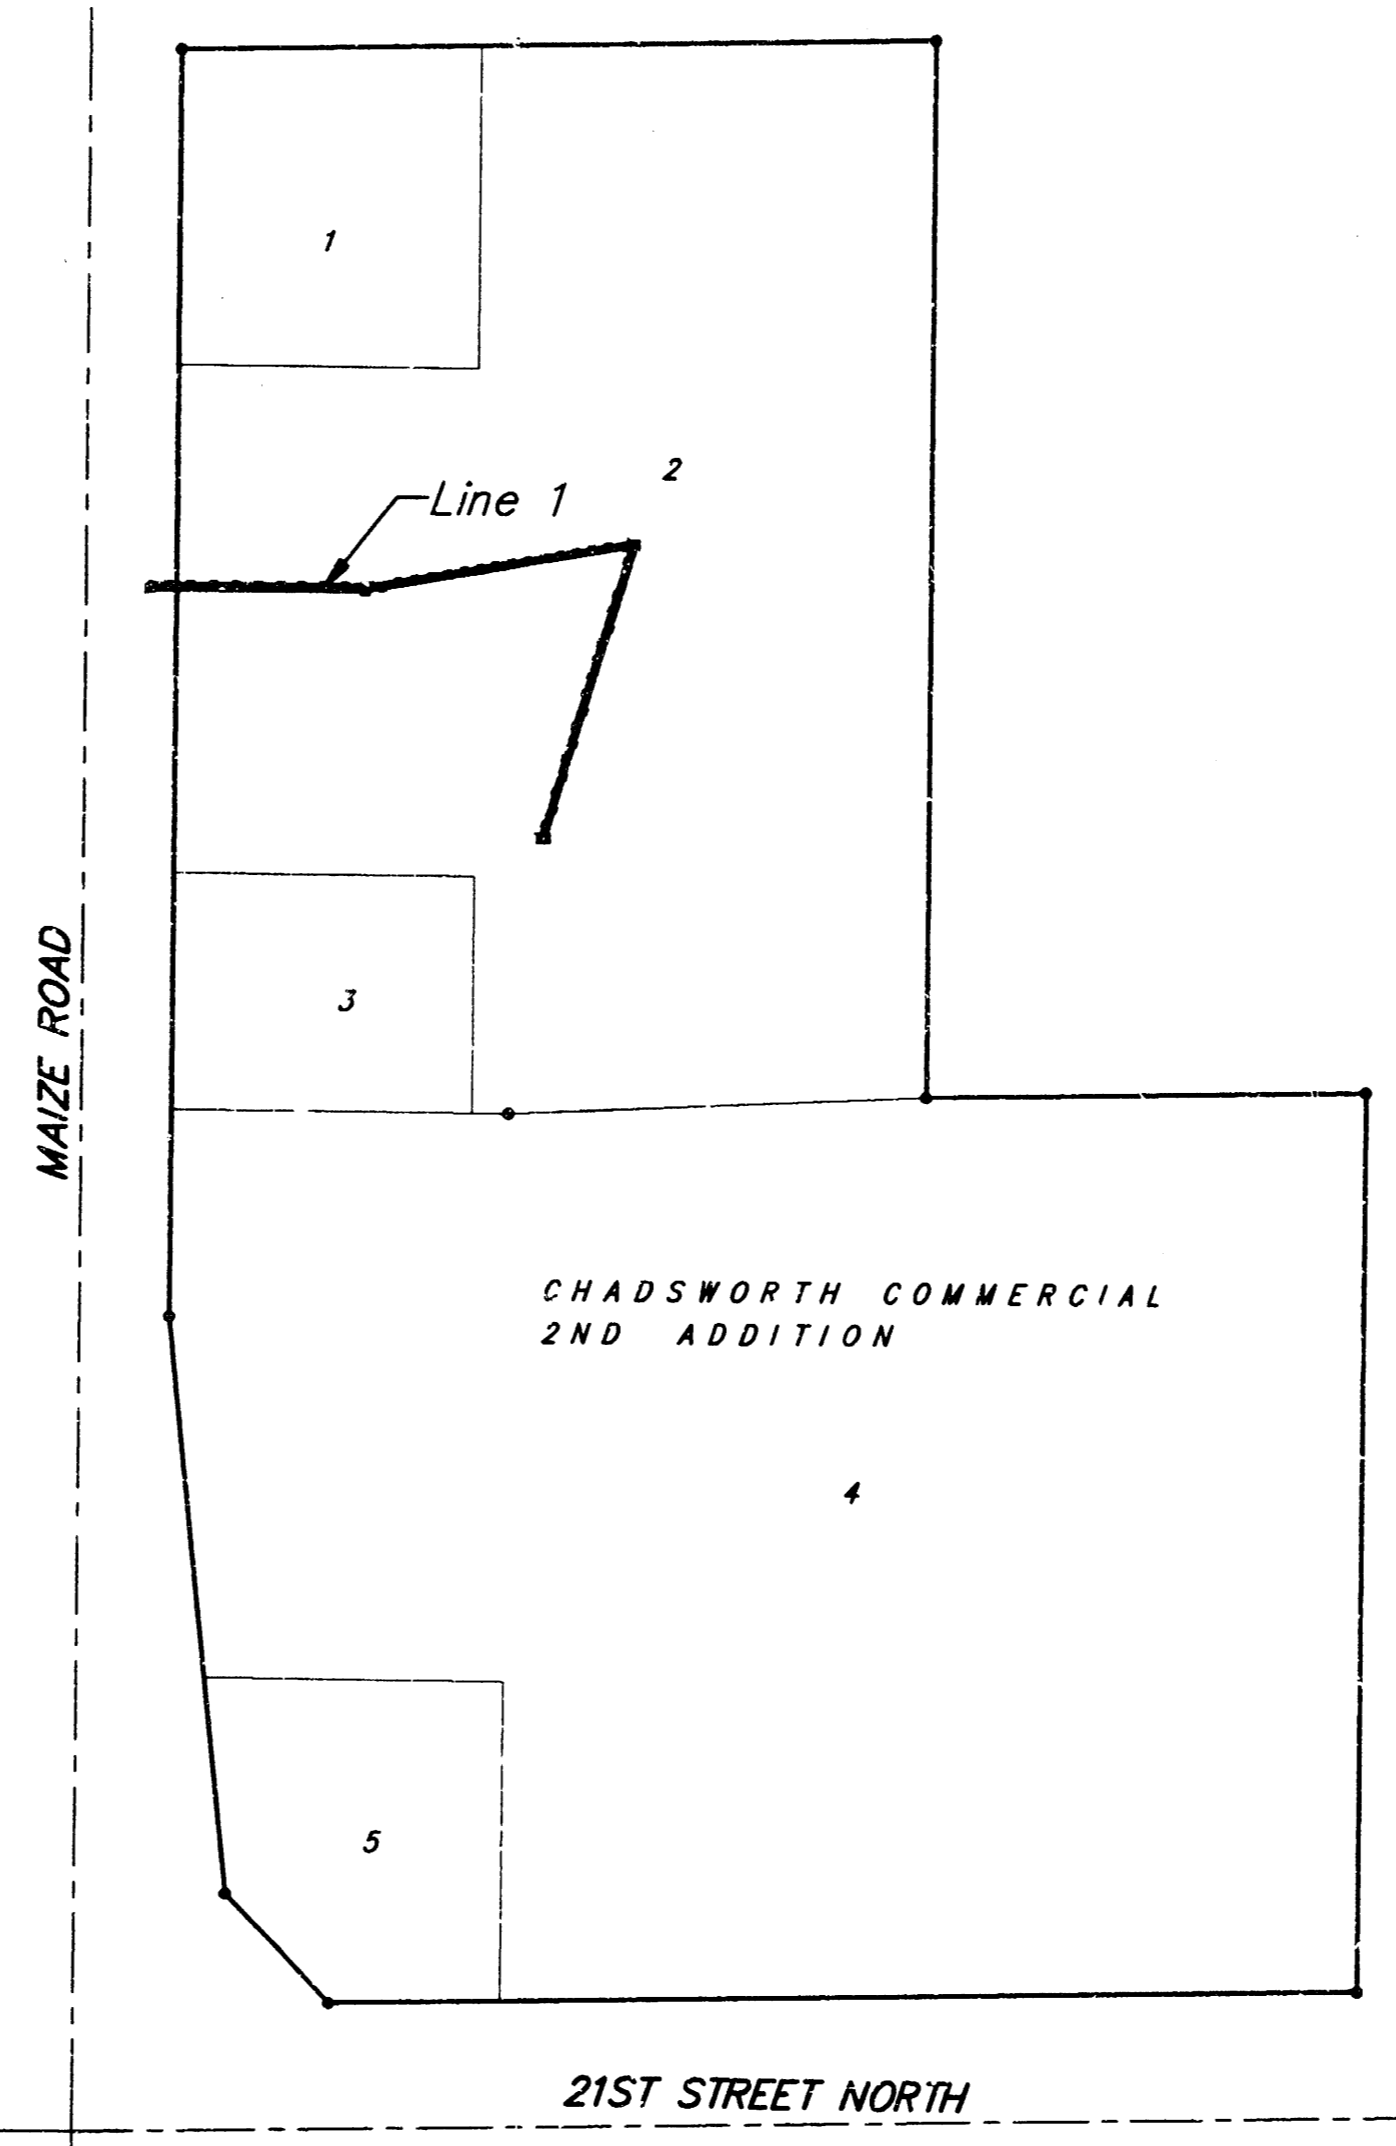 1
2
Line 1
3
MAIZE ROAD
CHADSWORTH COMMERCIAL
2ND ADDITION
4
5
21ST STREET NORTH